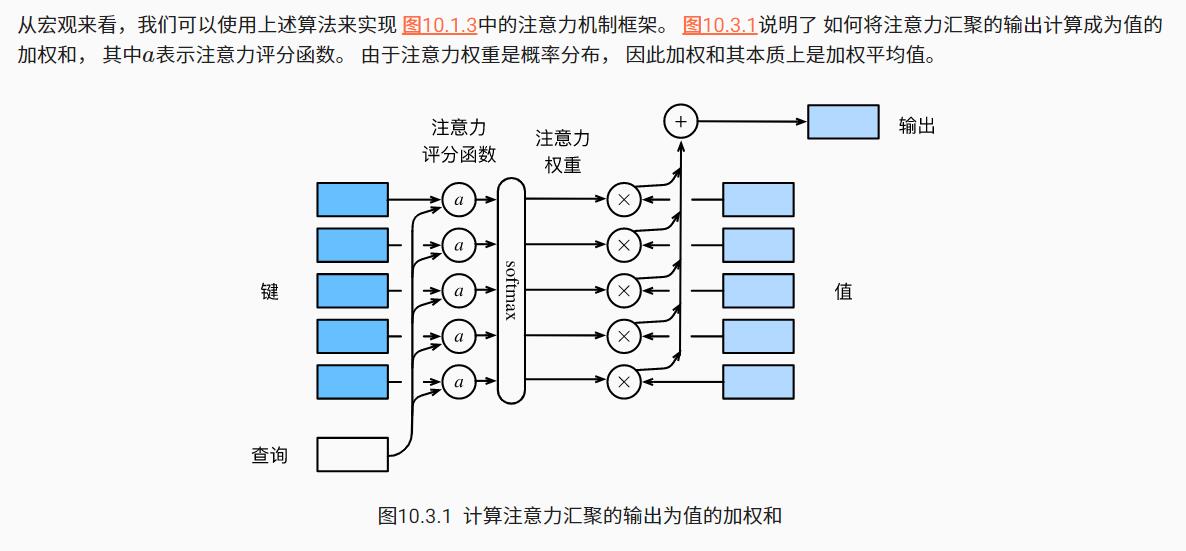 从宏观来看，我们可以使用上述算法来实现 图10.1.3中的注意力机制框架。 图10.3.1说明了 如何将注意力汇聚的输出计算成为值的
加权和， 其中a表示注意力评分函数。 由于注意力权重是概率分布， 因此加权和其本质上是加权平均值。
+
输出
注意力
评分函数
注意力
权重
a
×
a
×
键
a
softmax
×
值
a
×
a
×
查询
图10.3.1 计算注意力汇聚的输出为值的加权和